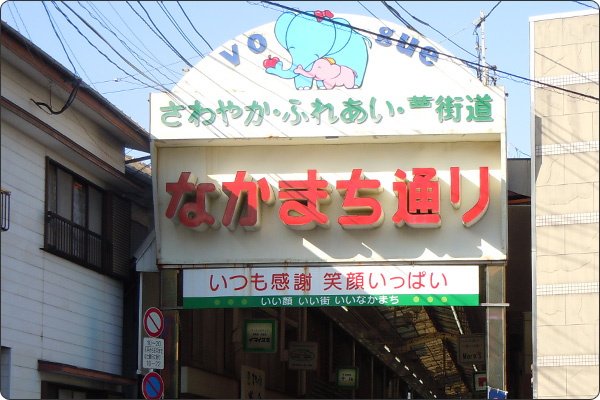 vogue
さわやか・ふれあい・芦街道
なかまち通り
いつも感謝 笑顔いっぱい
いい顔 いい街 いいなかまち